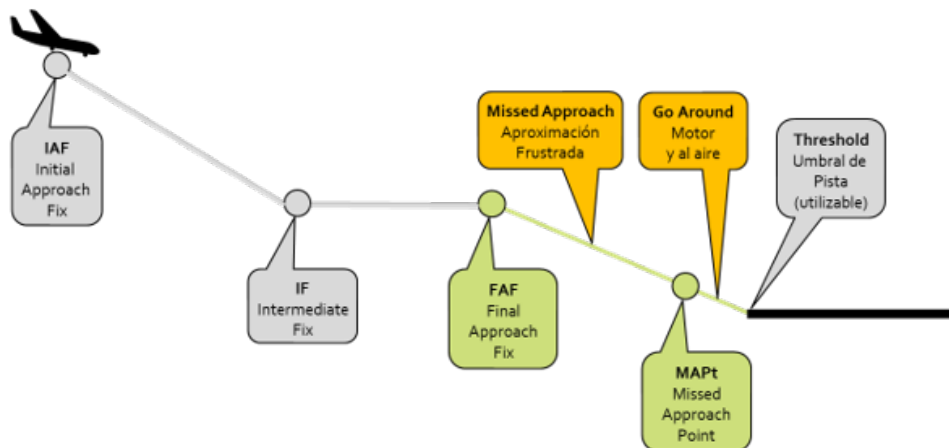 IAF
Initial
Approach
Fix
IF
Intermediate
Fix
Missed Approach
Aproximación
Frustrada
FAF
Final
Approach
Fix
Go Around
Motor
y al aire
MAPt
Missed
Approach
Point
Threshold
Umbral de
Pista
(utilizable)